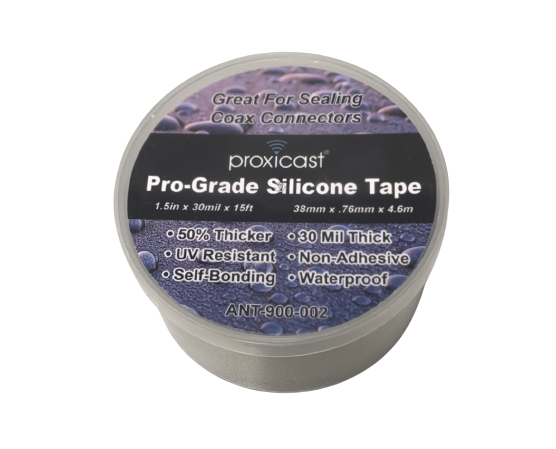 Great For Sealing
Coax Connectors
proxicast®
Pro-Grade Silicone Tape
1.5in x 30mil x 15ft 38mm x .76mm x 4.6m
• 50% Thicker • 30 Mil Thick
• UV Resistant • Non-Adhesive
• Self-Bonding • Waterproof
ANT-900-002